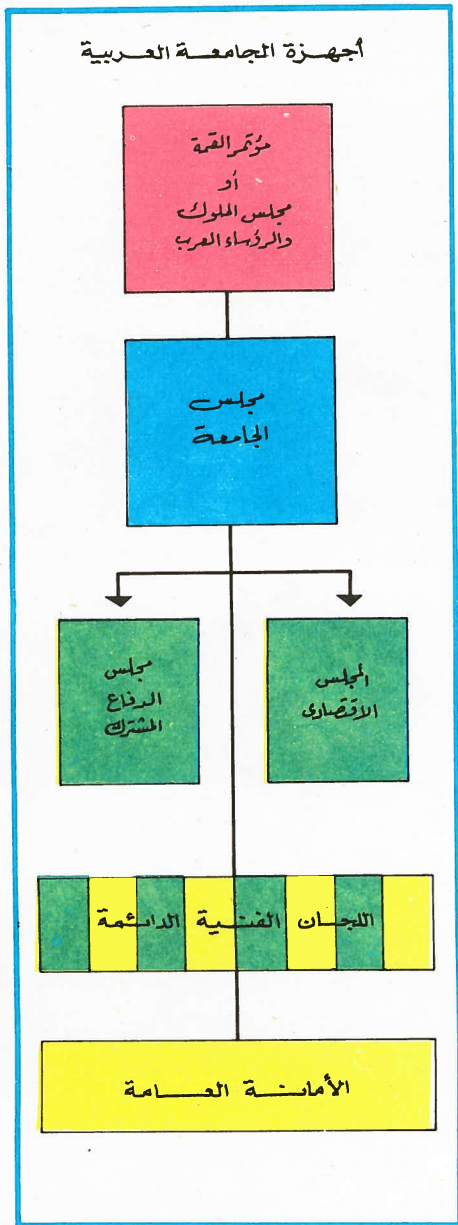 أجهزة الجامعة العربية
مؤتمر القمة
أو
مجلس الملوك
والرؤساء العرب
مجلس
الجامعة
المجلس
الاقتصادى
مجلس
الدفاع
المشترك
اللجان الفنية الدائمة
الأمانة العامة